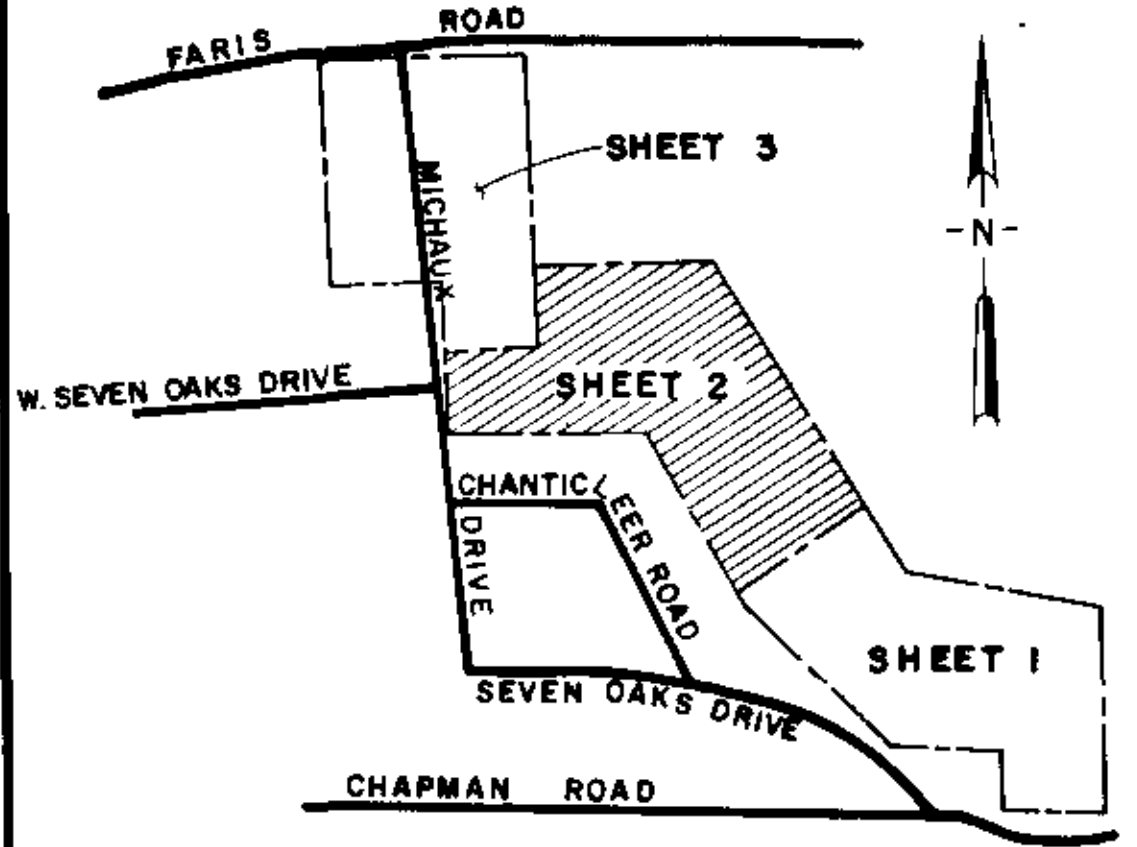 FARIS ROAD
SHEET 3
MICHAUX
-N-
W. SEVEN OAKS DRIVE
SHEET 2
CHANTICLEER ROAD
DRIVE
SHEET 1
SEVEN OAKS DRIVE
CHAPMAN ROAD